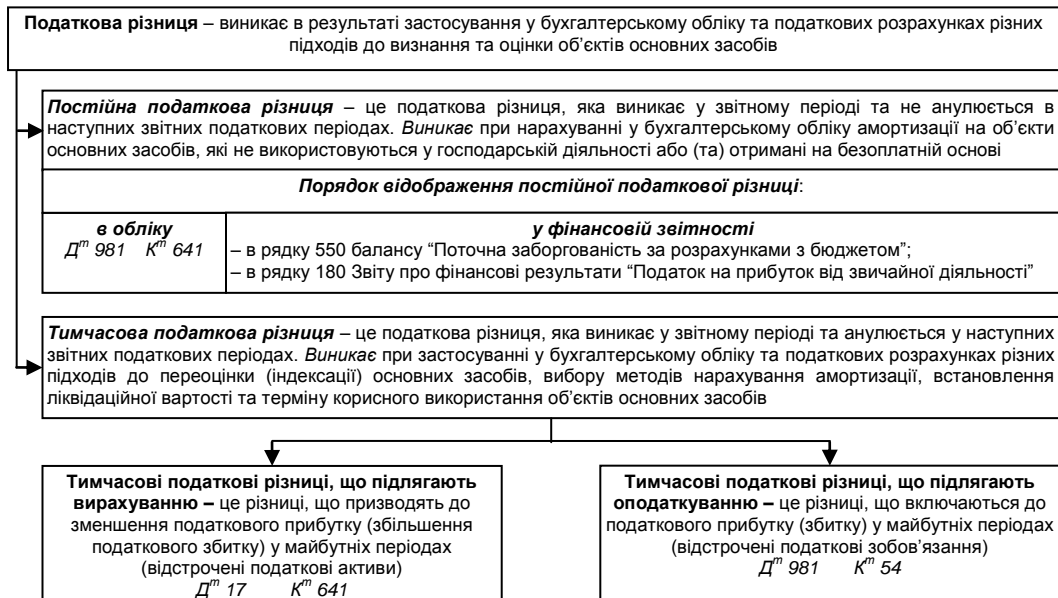 Податкова різниця – виникає в результаті застосування у бухгалтерському обліку та податкових розрахунках різних
підходів до визнання та оцінки об’єктів основних засобів
Постійна податкова різниця – це податкова різниця, яка виникає у звітному періоді та не анулюється в
наступних звітних податкових періодах. Виникає при нарахуванні у бухгалтерському обліку амортизації на об’єкти
основних засобів, які не використовуються у господарській діяльності або (та) отримані на безоплатній основі
Порядок відображення постійної податкової різниці:
в обліку
Дт 981 Кт 641
у фінансовій звітності
– в рядку 550 балансу “Поточна заборгованість за розрахунками з бюджетом”;
– в рядку 180 Звіту про фінансові результати “Податок на прибуток від звичайної діяльності”
Тимчасова податкова різниця – це податкова різниця, яка виникає у звітному періоді та анулюється у наступних
звітних податкових періодах. Виникає при застосуванні у бухгалтерському обліку та податкових розрахунках різних
підходів до переоцінки (індексації) основних засобів, вибору методів нарахування амортизації, встановлення
ліквідаційної вартості та терміну корисного використання об’єктів основних засобів
Тимчасові податкові різниці, що підлягають
вирахуванню – це різниці, що призводять до
зменшення податкового прибутку (збільшення
податкового збитку) у майбутніх періодах
(відстрочені податкові активи)
Дт 17 Кт 641
Тимчасові податкові різниці, що підлягають
оподаткуванню – це різниці, що включаються до
податкового прибутку (збитку) у майбутніх періодах
(відстрочені податкові зобов’язання)
Дт 981 Кт 54